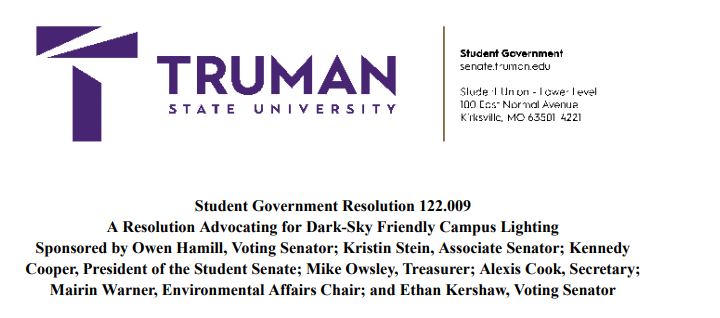 TRUMAN
STATE UNIVERSITY
Student Government
senate.truman.edu
Student Union - Lower Level
100 East Normal Avenue
Kirksville, MO 63501-4221
Student Government Resolution 122.009
A Resolution Advocating for Dark-Sky Friendly Campus Lighting
Sponsored by Owen Hamill, Voting Senator; Kristin Stein, Associate Senator; Kennedy
Cooper, President of the Student Senate; Mike Owsley, Treasurer; Alexis Cook, Secretary;
Mairin Warner, Environmental Affairs Chair; and Ethan Kershaw, Voting Senator